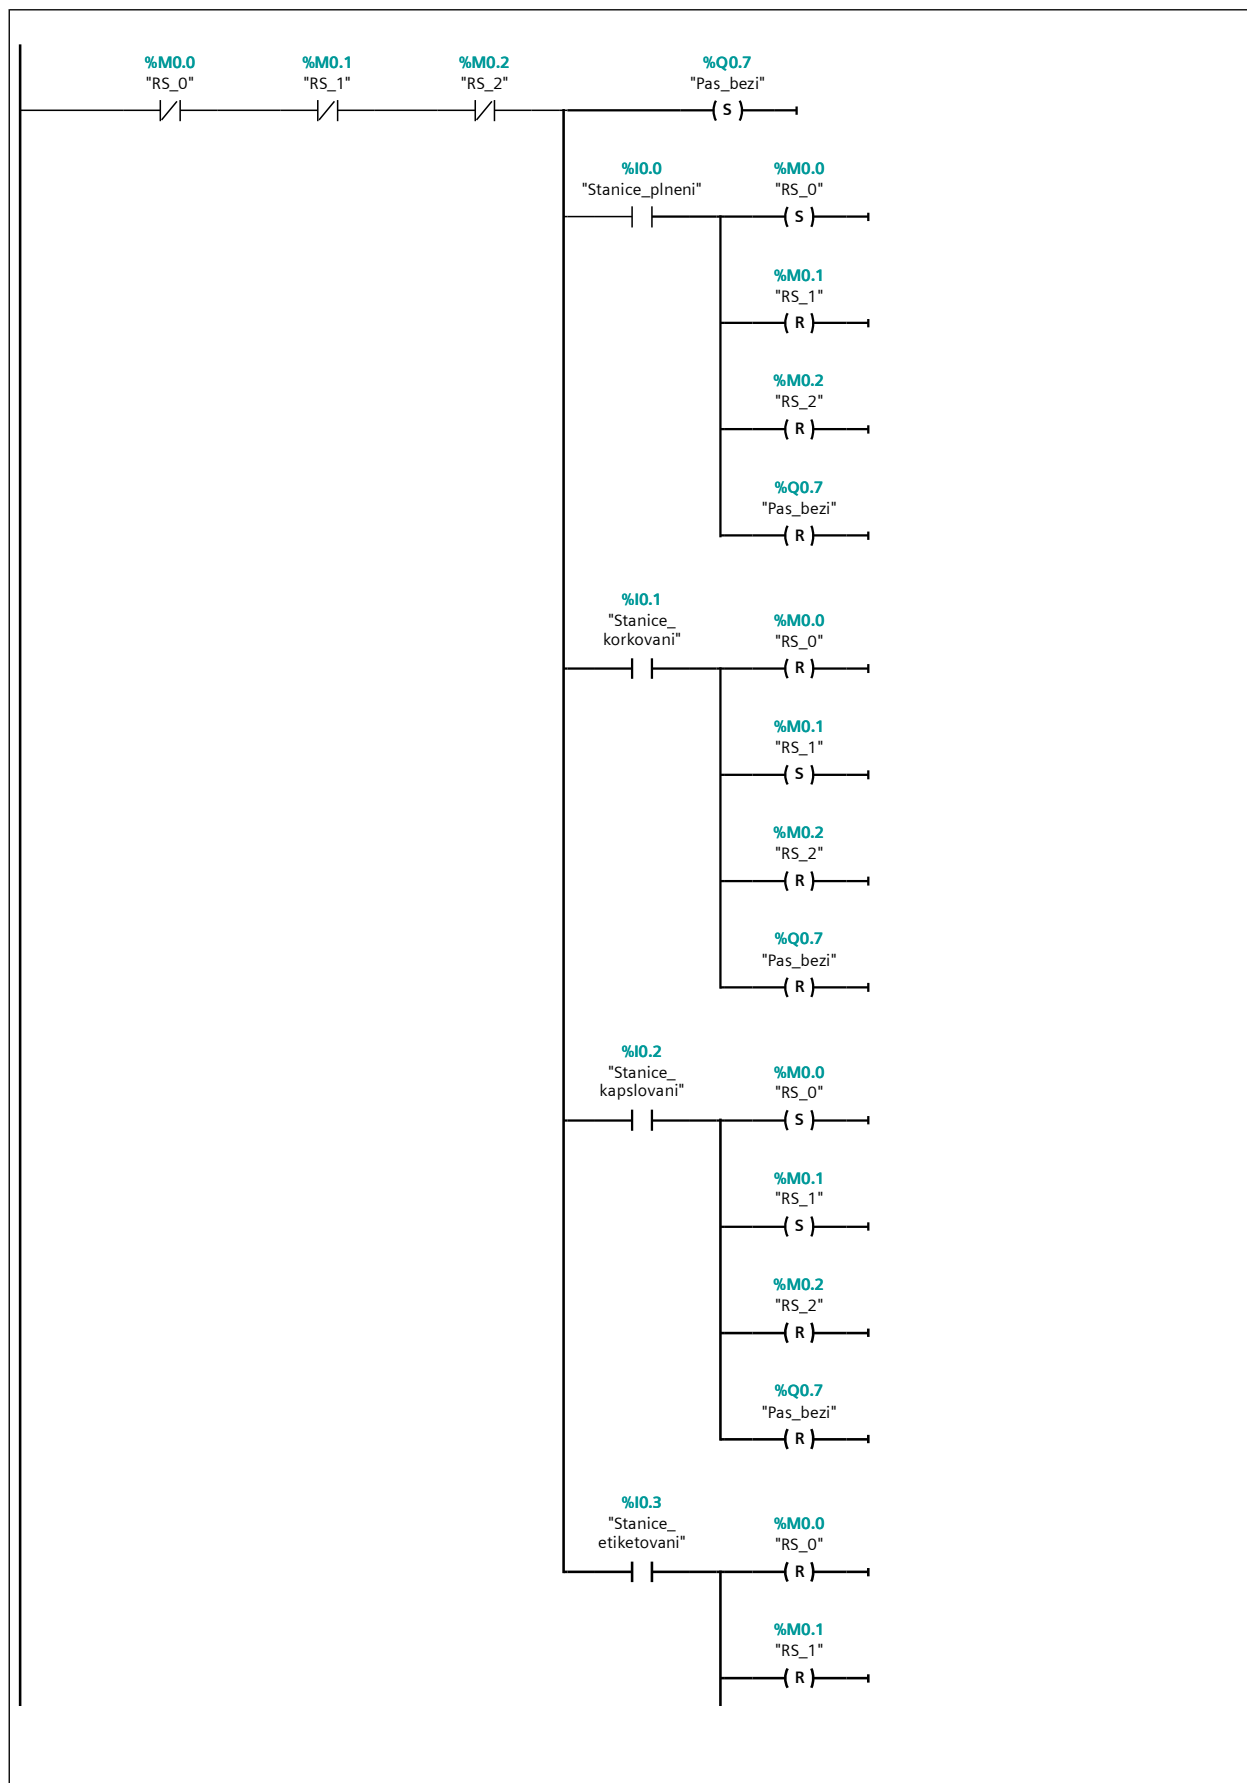 %M0.0
"RS_0"
%M0.1
"RS_1"
%M0.2
"RS_2"
%Q0.7
"Pas_bezi"
S
%I0.0
"Stanice_plneni"
%M0.0
"RS_0"
S
%M0.1
"RS_1"
R
%M0.2
"RS_2"
R
%Q0.7
"Pas_bezi"
R
%I0.1
"Stanice_
korkovani"
%M0.0
"RS_0"
R
%M0.1
"RS_1"
S
%M0.2
"RS_2"
R
%Q0.7
"Pas_bezi"
R
%I0.2
"Stanice_
kapslovani"
%M0.0
"RS_0"
S
%M0.1
"RS_1"
S
%M0.2
"RS_2"
R
%Q0.7
"Pas_bezi"
R
%I0.3
"Stanice_
etiketovani"
%M0.0
"RS_0"
R
%M0.1
"RS_1"
R